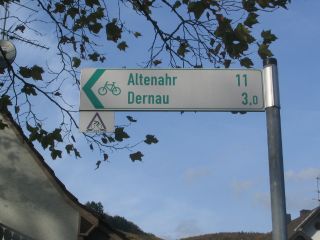 Altenahr 11
Dernau 3,0